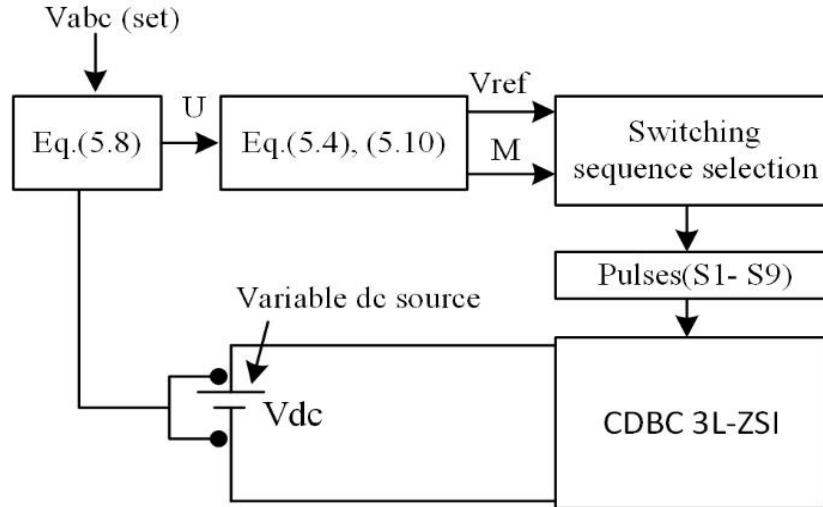 Vabc (set)
Eq.(5.8)
U
Eq.(5.4), (5.10)
Vref
M
Switching
sequence selection
Pulses(S1- S9)
Variable dc source
Vdc
CDBC 3L-ZSI